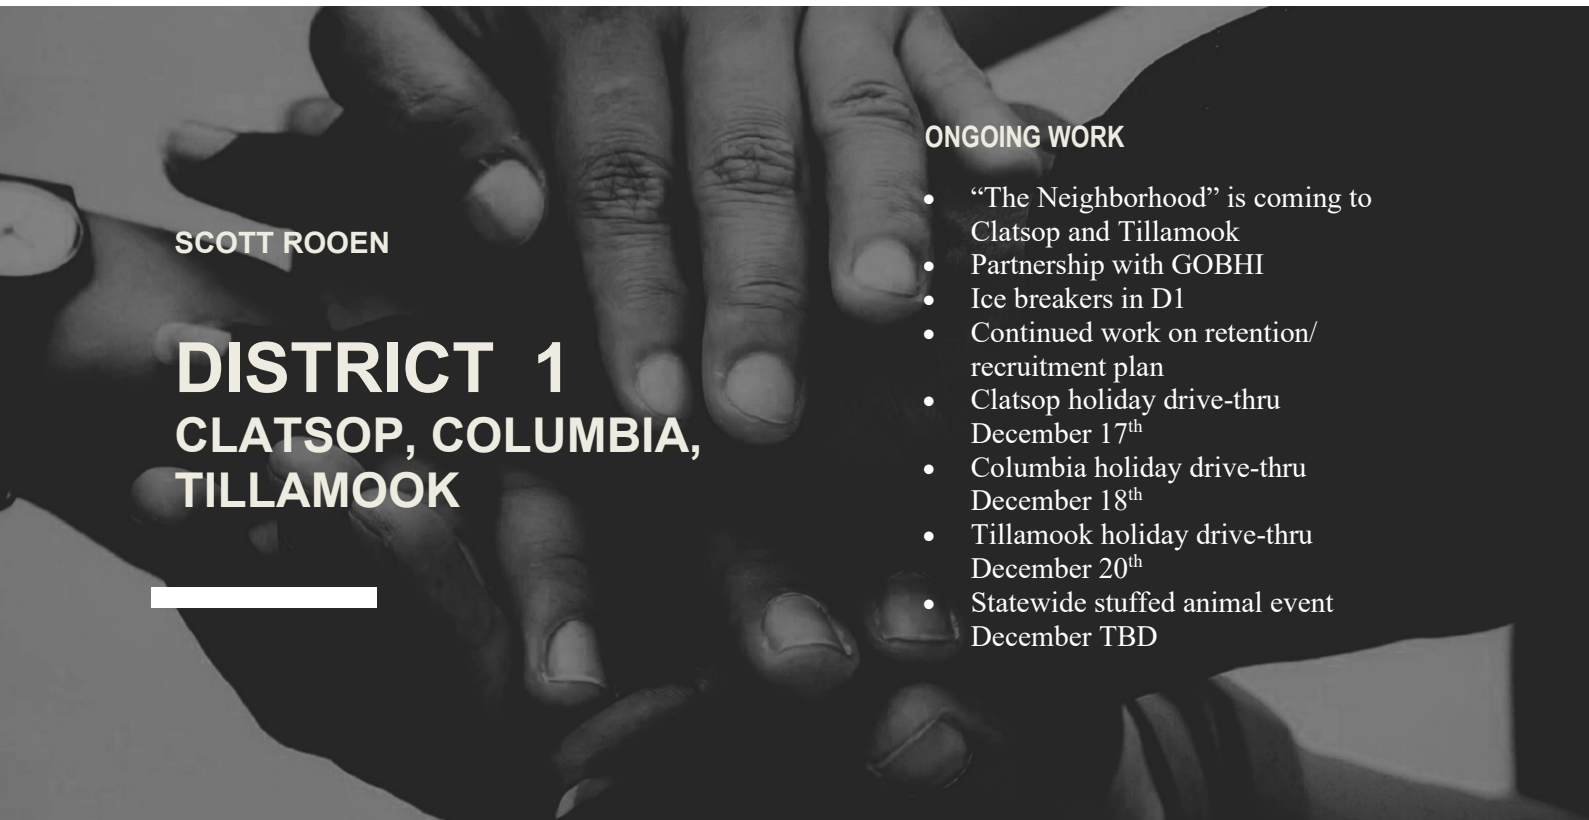 SCOTT ROOEN
DISTRICT 1
CLATSOP, COLUMBIA,
TILLAMOOK
ONGOING WORK
• “The Neighborhood” is coming to
Clatsop and Tillamook
• Partnership with GOBHI
• Ice breakers in D1
• Continued work on retention/
recruitment plan
• Clatsop holiday drive-thru
December 17th
• Columbia holiday drive-thru
December 18th
• Tillamook holiday drive-thru
December 20th
• Statewide stuffed animal event
December TBD